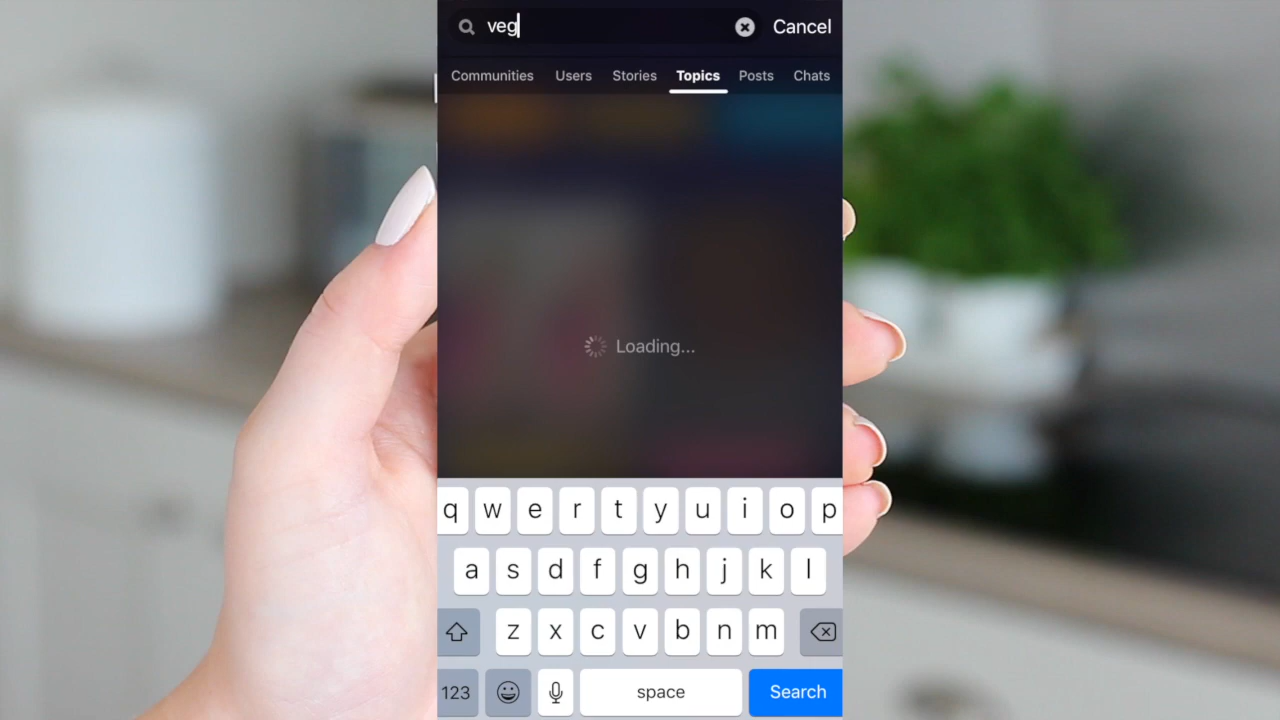 veg Cancel
Communities Users Stories Topics Posts Chats
Loading...
q w e r t y u i o p
a s d f g h j k l
z x c v b n m
123 space Search